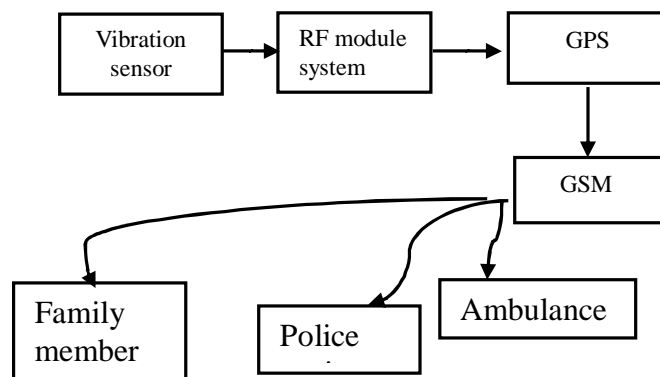 Vibration
sensor
RF module
system
GPS
GSM
Family
member
Police
Ambulance